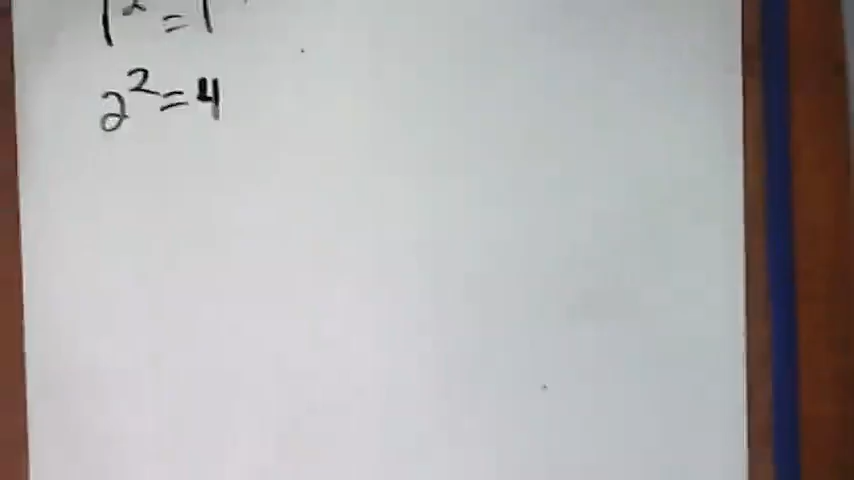 1² = 1
2² = 4